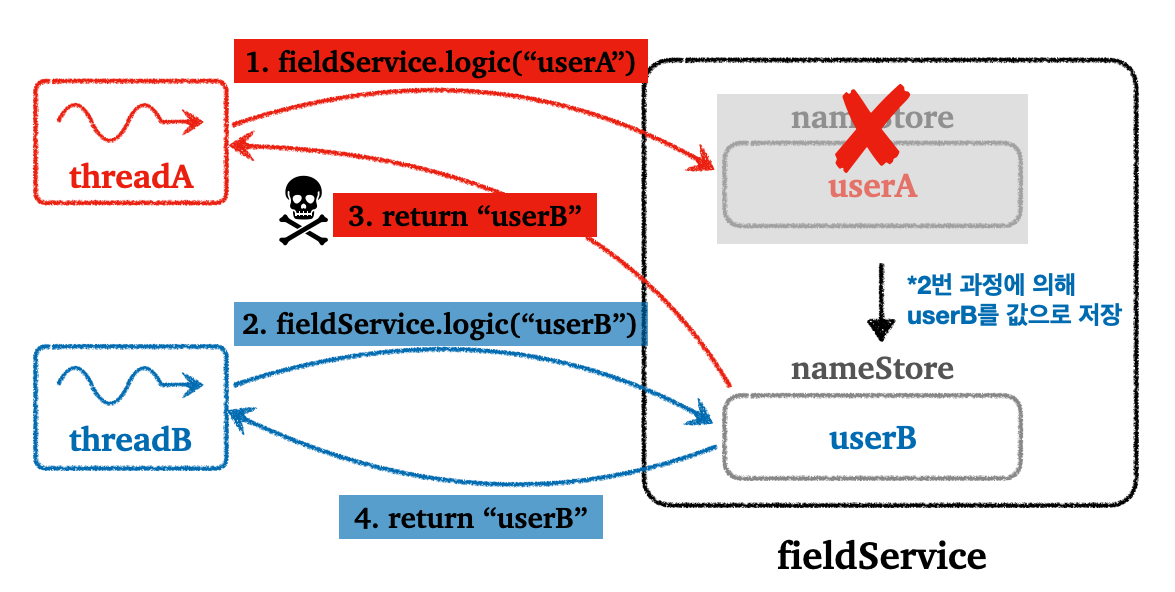 1. fieldService.logic(“userA”)
nameStore
threadA
userA
3. return “userB”
*2번 과정에 의해
userB를 값으로 저장
2. fieldService.logic(“userB”)
nameStore
threadB
userB
4. return “userB”
fieldService